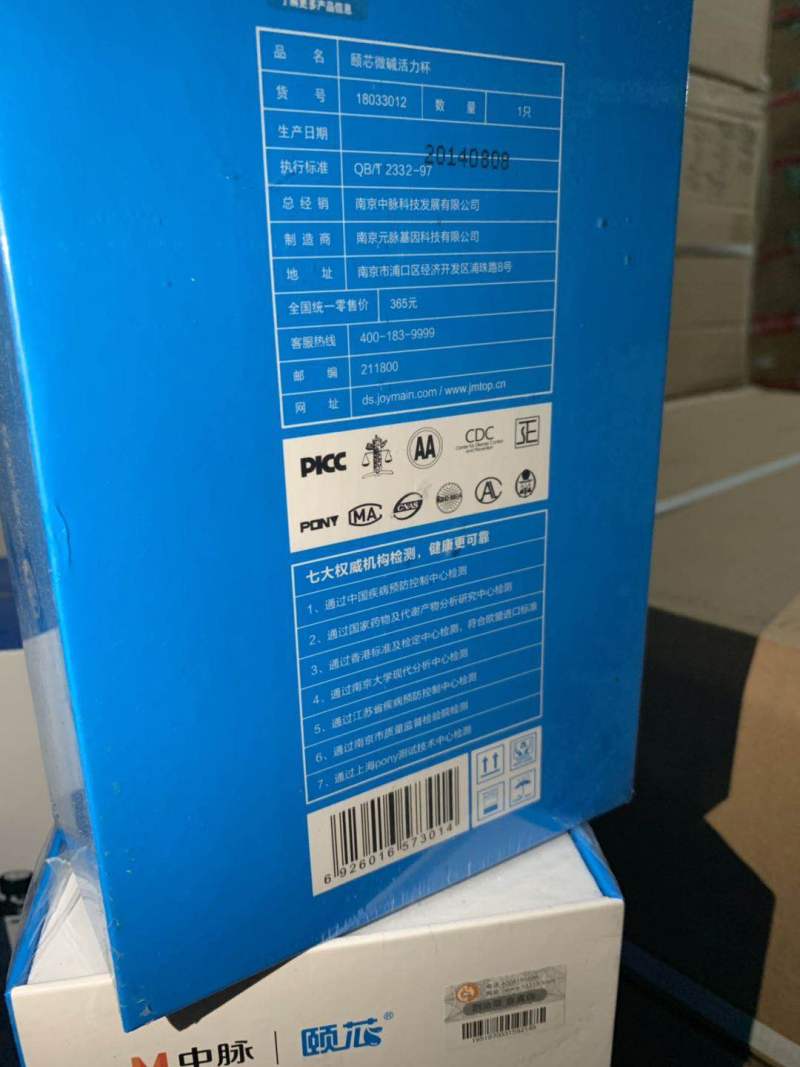 了解更多产品信息
品 名 颐芯微碱活力杯
货 号 18033012 数 量 1只
生产日期 20140808
执行标准 QB/T 2332-97
总 经 销 南京中脉科技发展有限公司
制 造 商 南京元脉基因科技有限公司
地 址 南京市浦口区经济开发区浦珠路8号
全国统一零售价 365元
客服热线 400-183-9999
邮 编 211800
网 址 ds.joymain.com / www.jmtop.cn
PICC AA CDC
PONY MA CNAS AL
七大权威机构检测，健康更可靠
1、通过中国疾病预防控制中心检测
2、通过国家药物及代谢产物分析研究中心检测
3、通过香港标准及检定中心检测，符合欧盟进口标准
4、通过南京大学现代分析中心检测
5、通过江苏省疾病预防控制中心检测
6、通过南京市质量监督检验院检测
7、通过上海pony测试技术中心检测
6 926016 573014
中脉 颐芯®